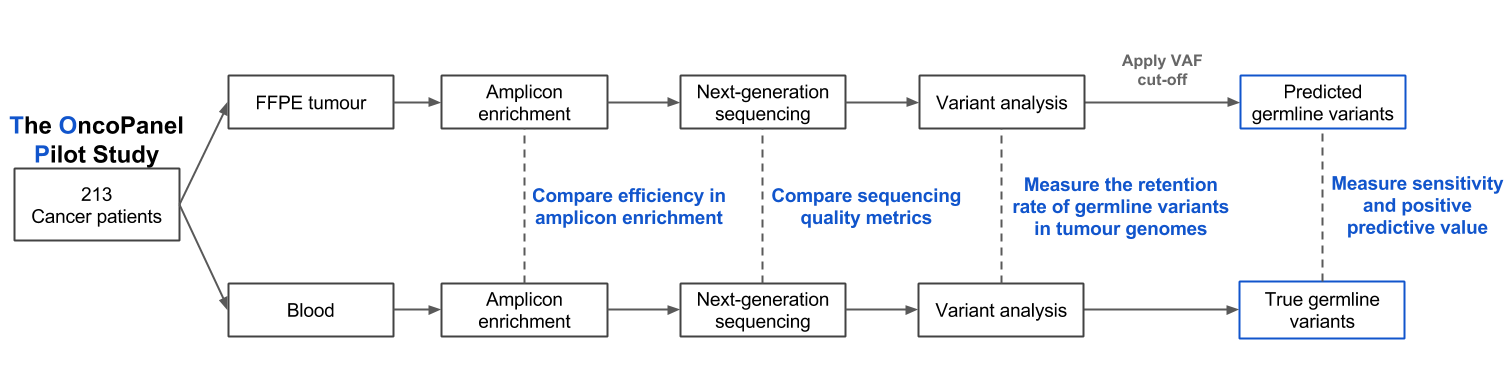 The OncoPanel
Pilot Study
213
Cancer patients
FFPE tumour
Amplicon
enrichment
Next-generation
sequencing
Variant analysis
Apply VAF
cut-off
Predicted
germline variants
Compare efficiency in
amplicon enrichment
Compare sequencing
quality metrics
Measure the retention
rate of germline variants
in tumour genomes
Measure sensitivity
and positive
predictive value
Blood
Amplicon
enrichment
Next-generation
sequencing
Variant analysis
True germline
variants